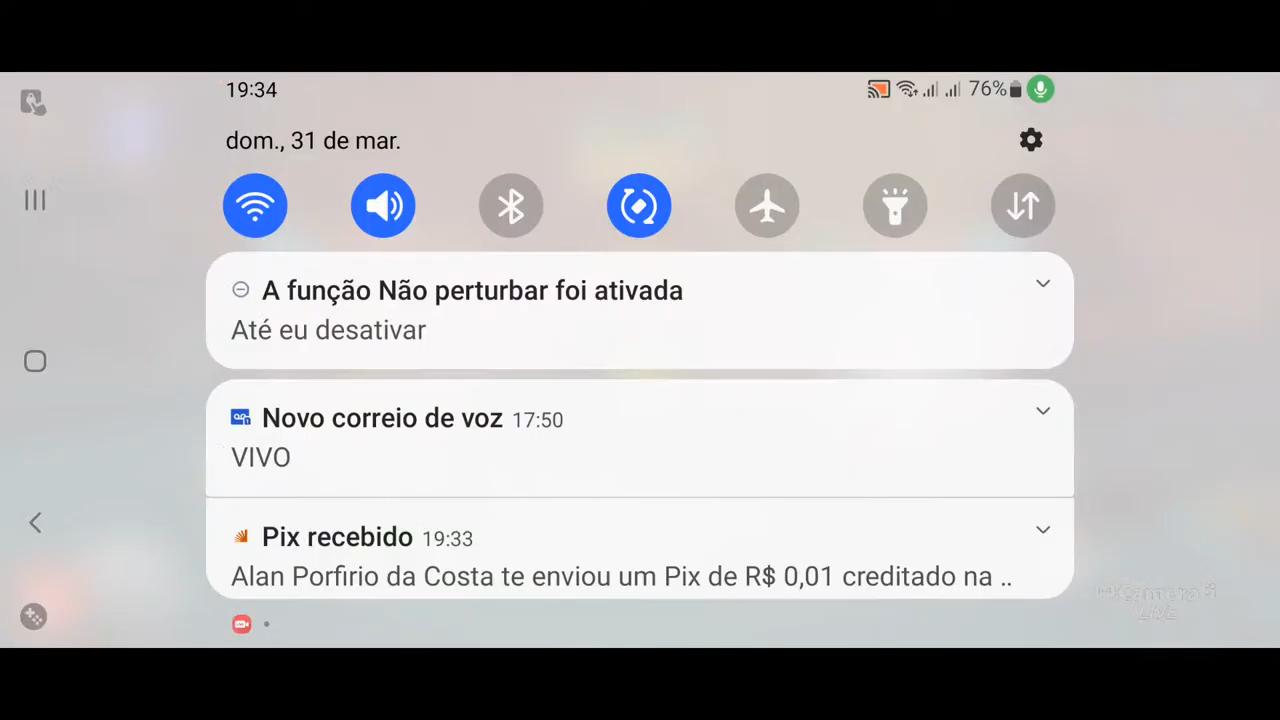 19:34
76%
dom., 31 de mar.
A função Não perturbar foi ativada
Até eu desativar
Novo correio de voz 17:50
VIVO
Pix recebido 19:33
Alan Porfirio da Costa te enviou um Pix de R$ 0,01 creditado na ..
CameraFi
LIVE